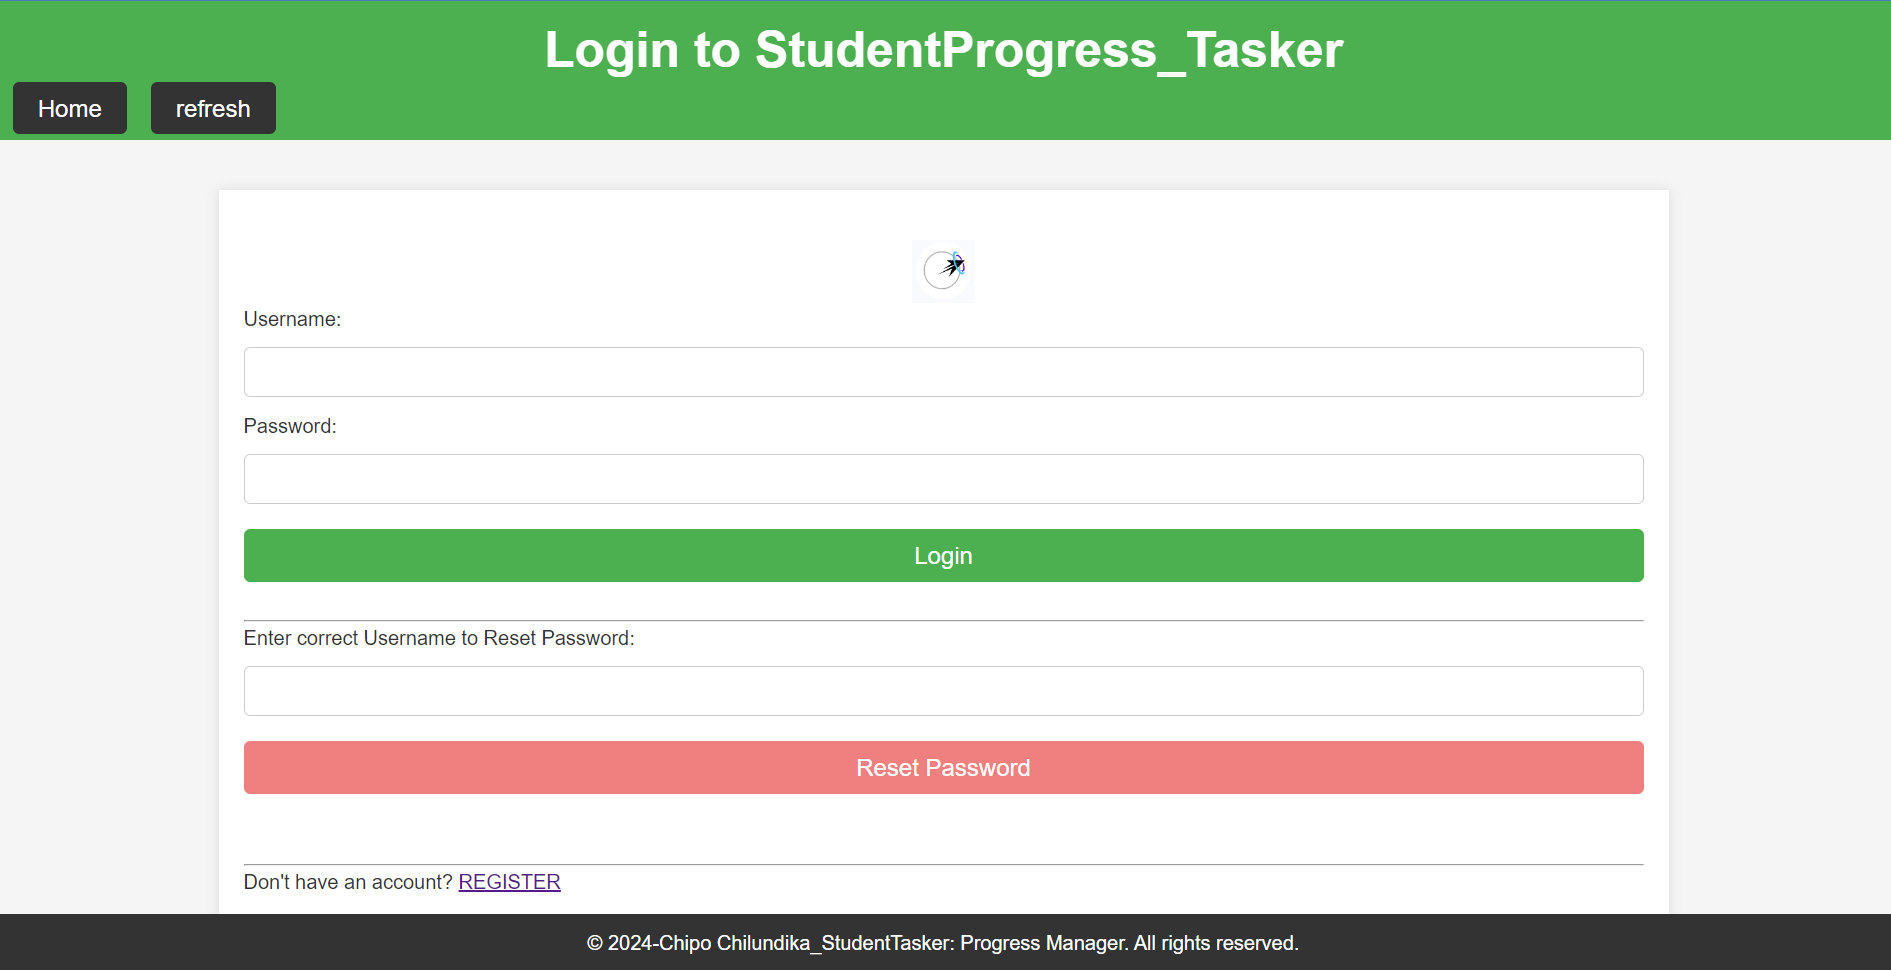 Login to StudentProgress_Tasker
Home
refresh
Username:
Password:
Login
Enter correct Username to Reset Password:
Reset Password
Don't have an account? REGISTER
© 2024-Chipo Chilundika_StudentTasker: Progress Manager. All rights reserved.